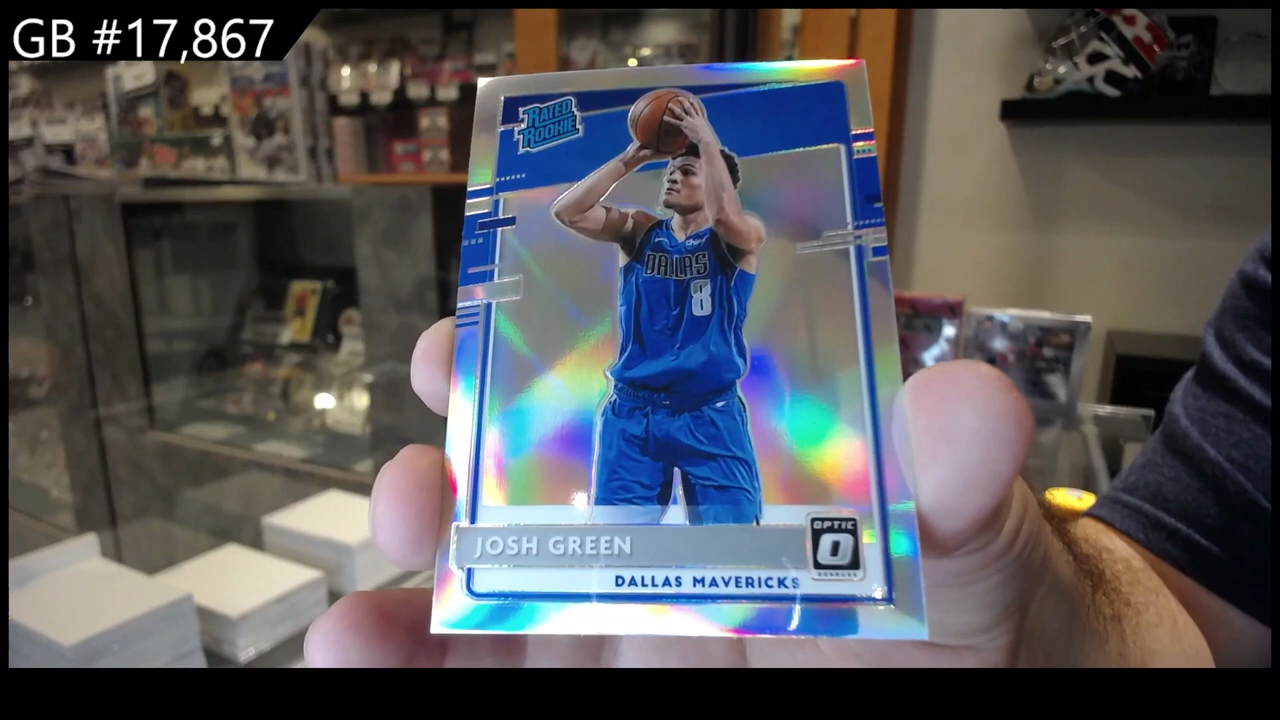 GB #17,867
RATED
ROOKIE
DALLAS
8
JOSH GREEN
OPTIC
O
DONRUSS
DALLAS MAVERICKS